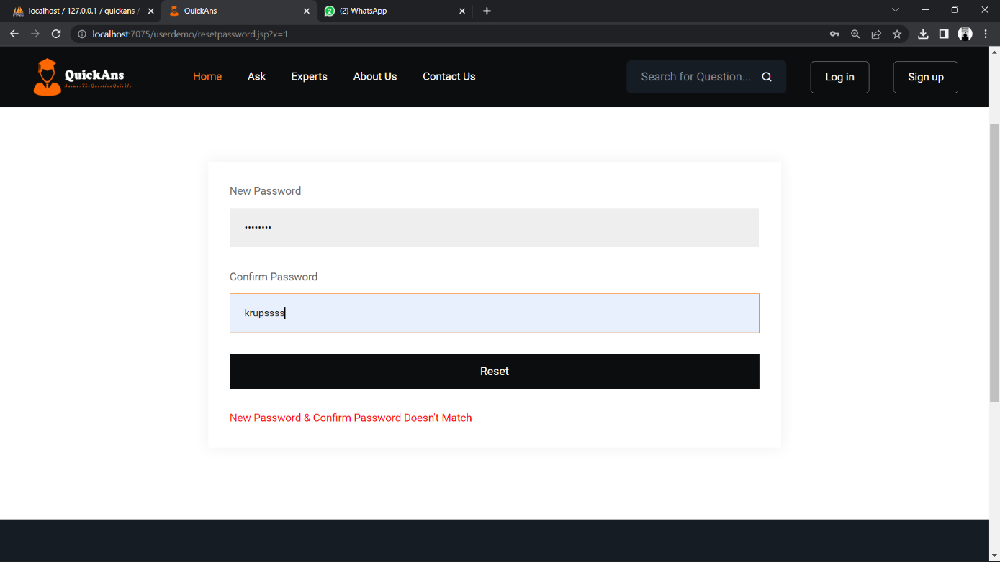 localhost / 127.0.0.1 / quickans /
QuickAns
(2) WhatsApp
localhost:7075/userdemo/resetpassword.jsp?x=1
QuickAns
AnswerTheQuestionQuickly
Home
Ask
Experts
About Us
Contact Us
Search for Question...
Log in
Sign up
New Password
••••••••
Confirm Password
krupssss
Reset
New Password & Confirm Password Doesn't Match